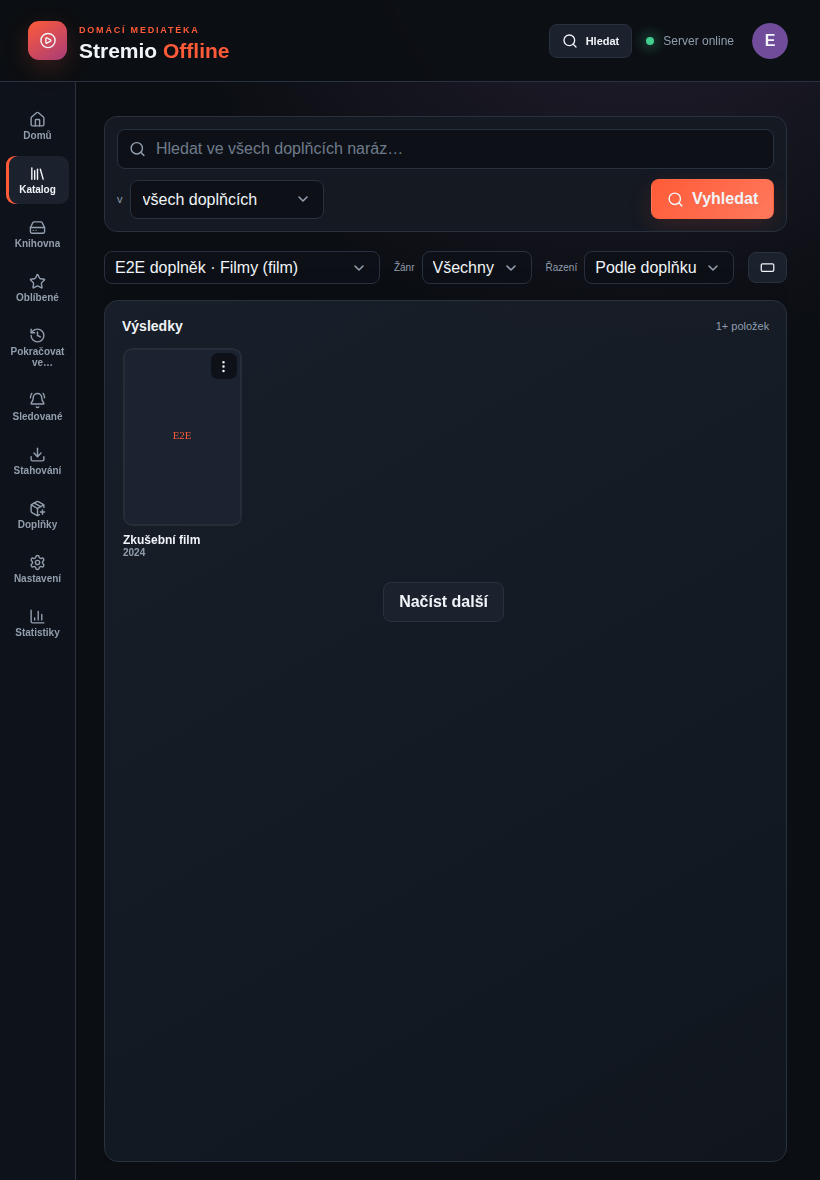 DOMÁCÍ MEDIATÉKA
Stremio Offline
Hledat
Server online
E
Domů
Katalog
Knihovna
Oblíbené
Pokračovat
ve…
Sledované
Stahování
Doplňky
Nastavení
Statistiky
Hledat ve všech doplňcích naráz…
v
všech doplňcích
Vyhledat
E2E doplněk · Filmy (film)
Žánr
Všechny
Řazení
Podle doplňku
Výsledky
1+ položek
E2E
Zkušební film
2024
Načíst další